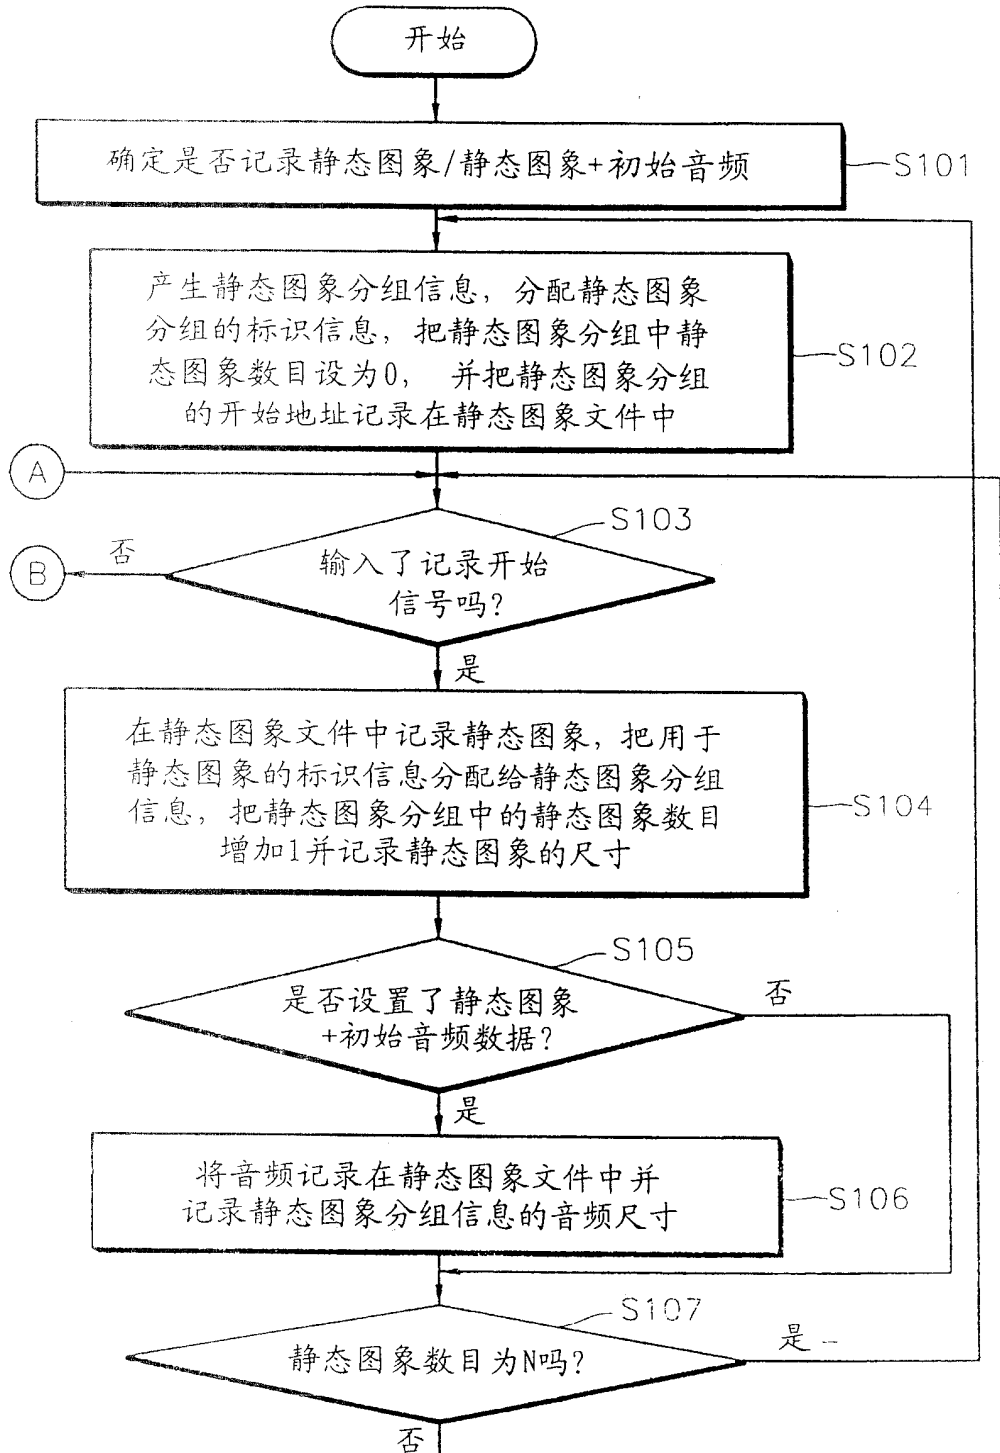 开始
确定是否记录静态图象/静态图象+初始音频
S101
产生静态图象分组信息，分配静态图象
分组的标识信息，把静态图象分组中静
态图象数目设为0， 并把静态图象分组
的开始地址记录在静态图象文件中
S102
A
S103
输入了记录开始
信号吗?
否
B
是
在静态图象文件中记录静态图象，把用于
静态图象的标识信息分配给静态图象分组
信息，把静态图象分组中的静态图象数目
增加1并记录静态图象的尺寸
S104
S105
是否设置了静态图象
+初始音频数据?
否
是
将音频记录在静态图象文件中并
记录静态图象分组信息的音频尺寸
S106
S107
静态图象数目为N吗?
是
否